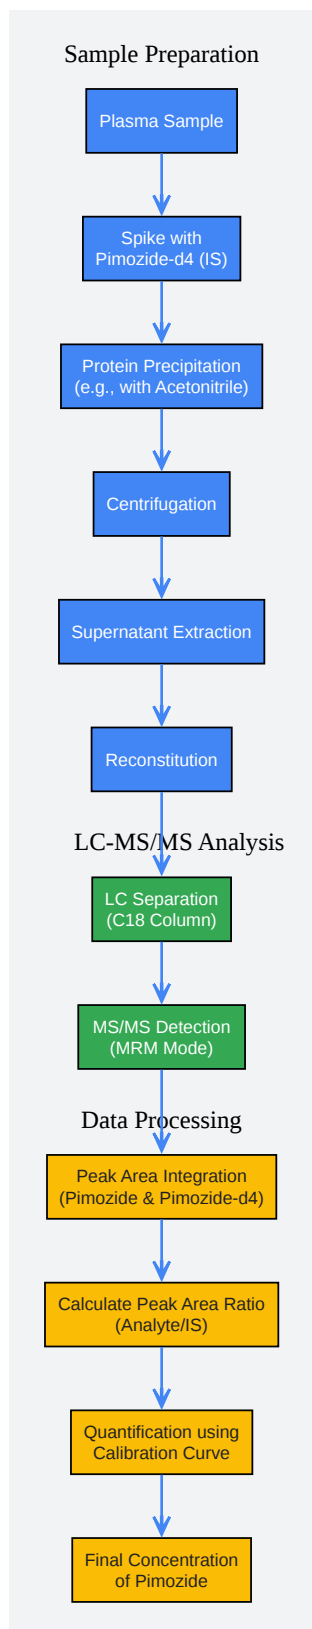 Sample Preparation
Plasma Sample
Spike with
Pimozide-d4 (IS)
Protein Precipitation
(e.g., with Acetonitrile)
Centrifugation
Supernatant Extraction
Reconstitution
LC-MS/MS Analysis
LC Separation
(C18 Column)
MS/MS Detection
(MRM Mode)
Data Processing
Peak Area Integration
(Pimozide & Pimozide-d4)
Calculate Peak Area Ratio
(Analyte/IS)
Quantification using
Calibration Curve
Final Concentration
of Pimozide